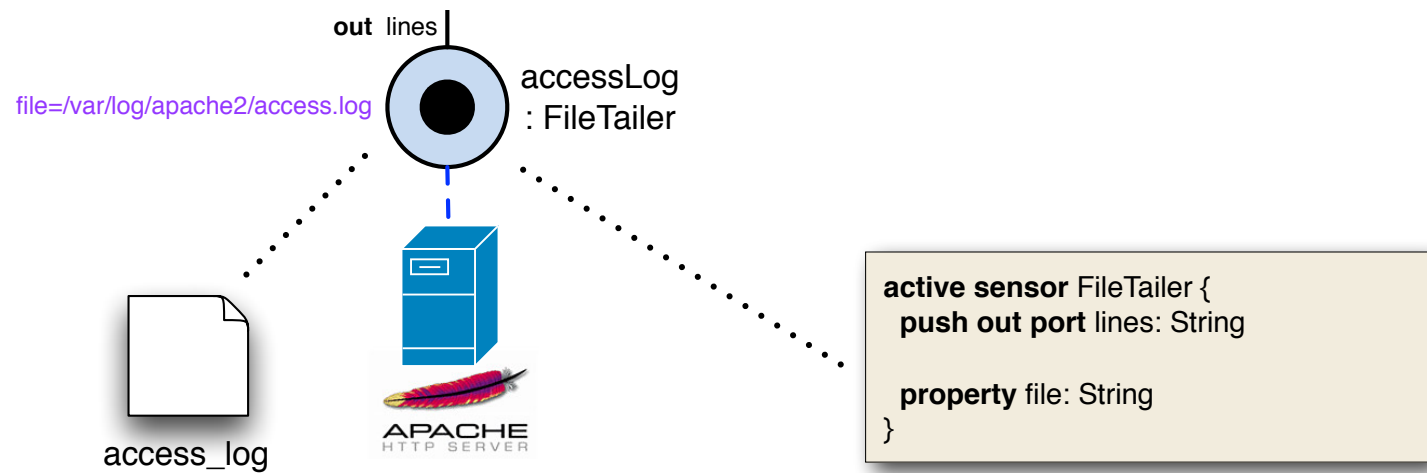 out lines
file=/var/log/apache2/access.log
accessLog
: FileTailer
access_log
APACHE
HTTP SERVER
active sensor FileTailer {
push out port lines: String
property file: String
}